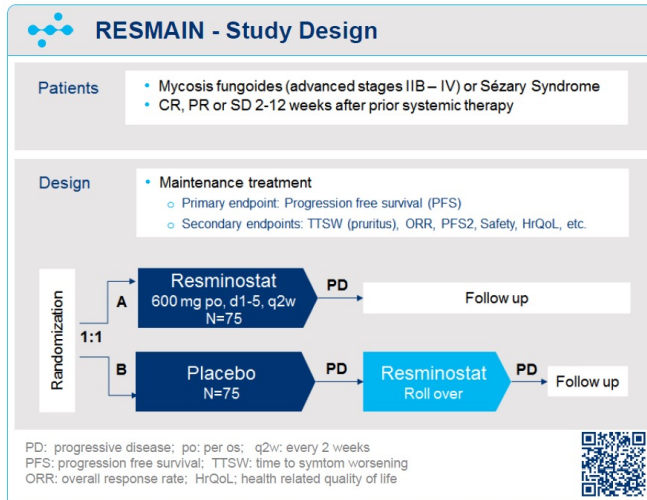 RESMAIN - Study Design
Patients
• Mycosis fungoides (advanced stages IIB – IV) or Sézary Syndrome
• CR, PR or SD 2-12 weeks after prior systemic therapy
Design
• Maintenance treatment
o Primary endpoint: Progression free survival (PFS)
o Secondary endpoints: TTSW (pruritus), ORR, PFS2, Safety, HrQoL, etc.
Randomization
1:1
A
Resminostat
600 mg po, d1-5, q2w
N=75
PD
Follow up
B
Placebo
N=75
PD
Resminostat
Roll over
PD
Follow up
PD: progressive disease; po: per os; q2w: every 2 weeks
PFS: progression free survival; TTSW: time to symtom worsening
ORR: overall response rate; HrQoL; health related quality of life